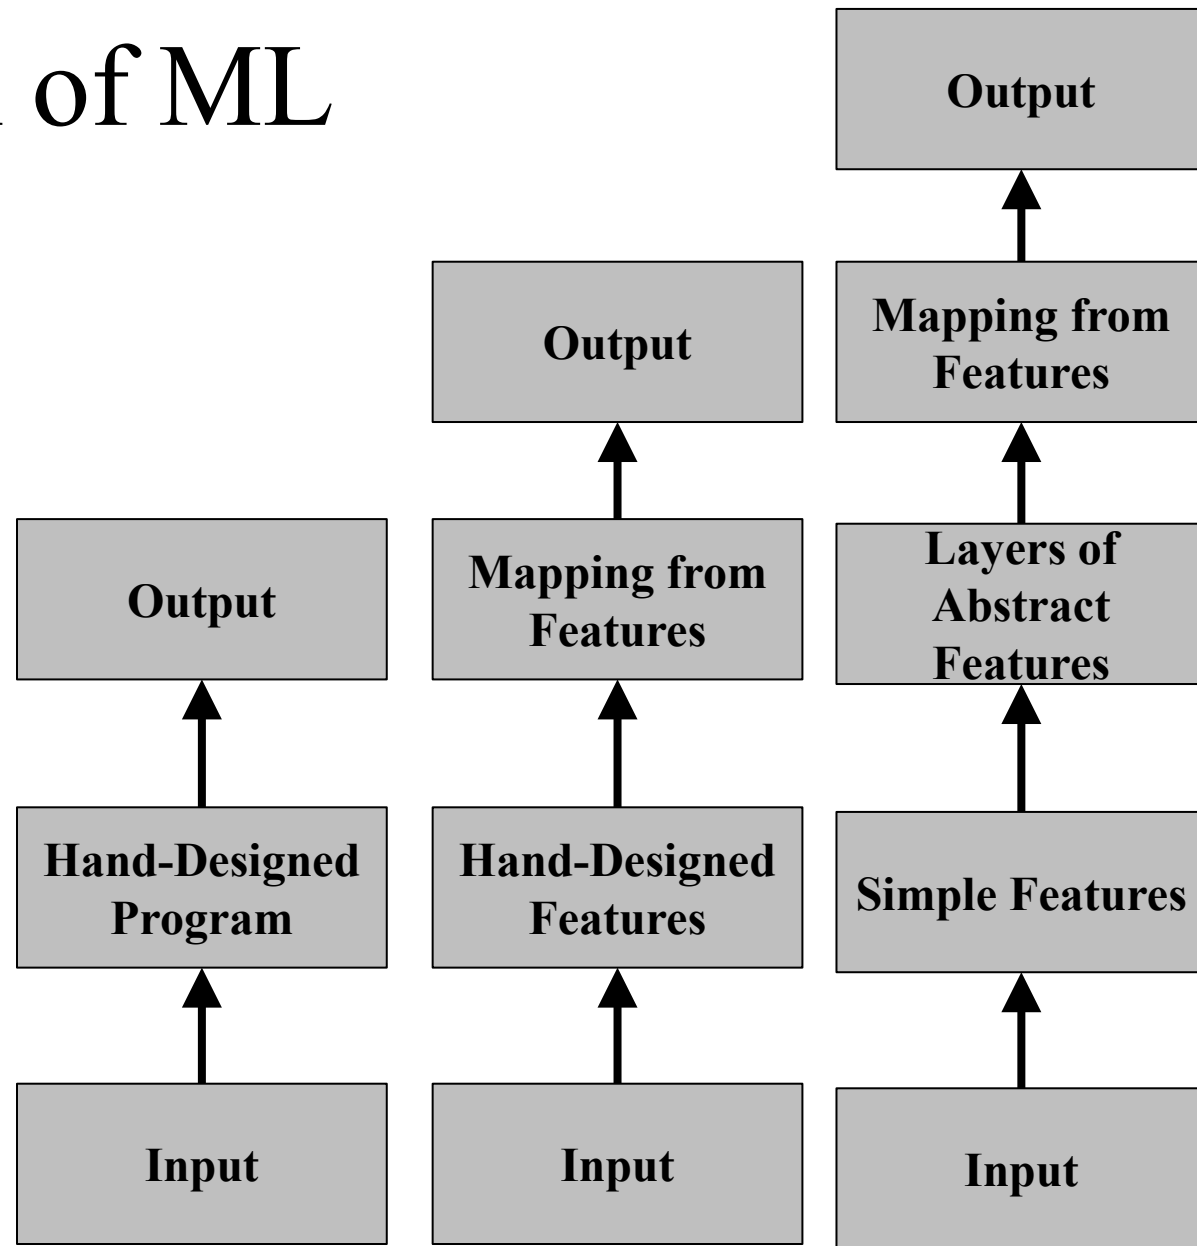 of ML
Output
Hand-Designed
Program
Input
Output
Mapping from
Features
Hand-Designed
Features
Input
Output
Mapping from
Features
Layers of
Abstract
Features
Simple Features
Input